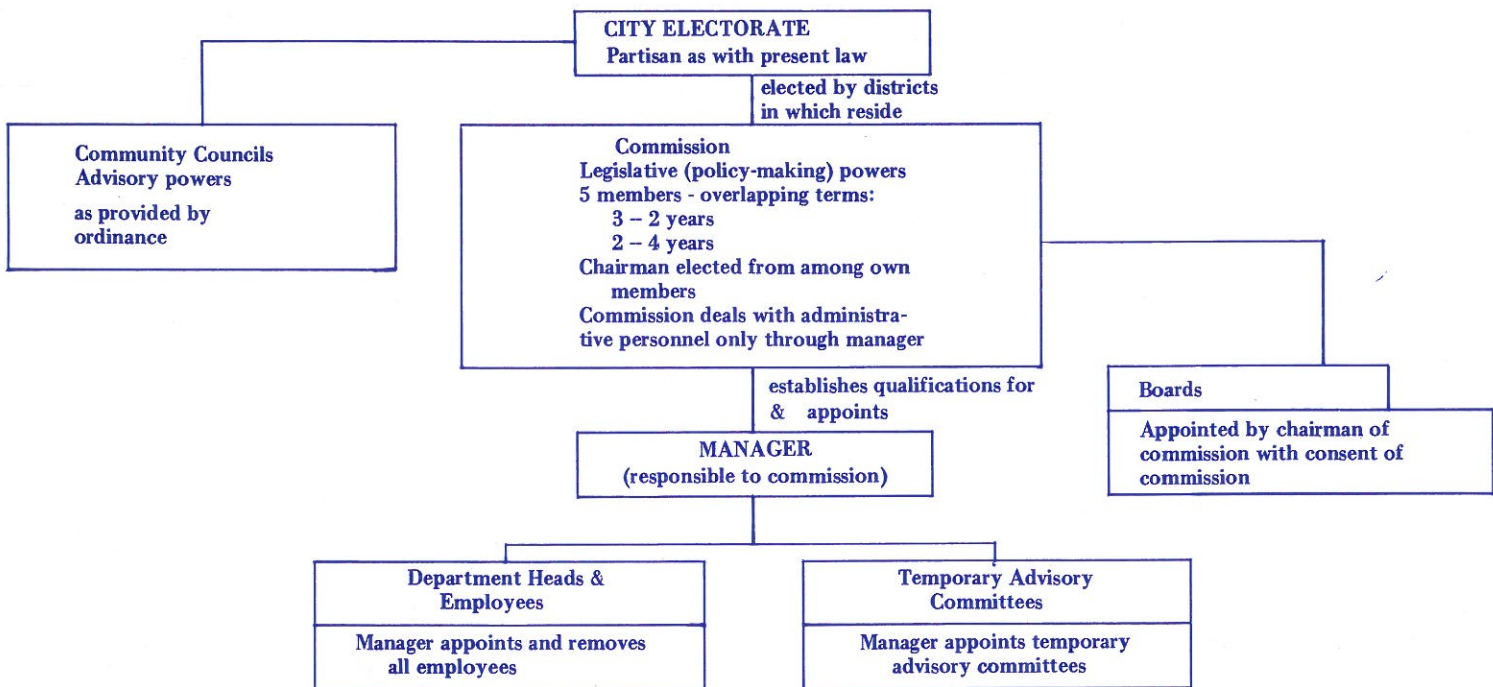 CITY ELECTORATE
Partisan as with present law
elected by districts
in which reside
Community Councils
Advisory powers
as provided by
ordinance
Commission
Legislative (policy-making) powers
5 members - overlapping terms:
3 – 2 years
2 – 4 years
Chairman elected from among own
members
Commission deals with administra-
tive personnel only through manager
establishes qualifications for
& appoints
Boards
Appointed by chairman of
commission with consent of
commission
MANAGER
(responsible to commission)
Department Heads &
Employees
Manager appoints and removes
all employees
Temporary Advisory
Committees
Manager appoints temporary
advisory committees